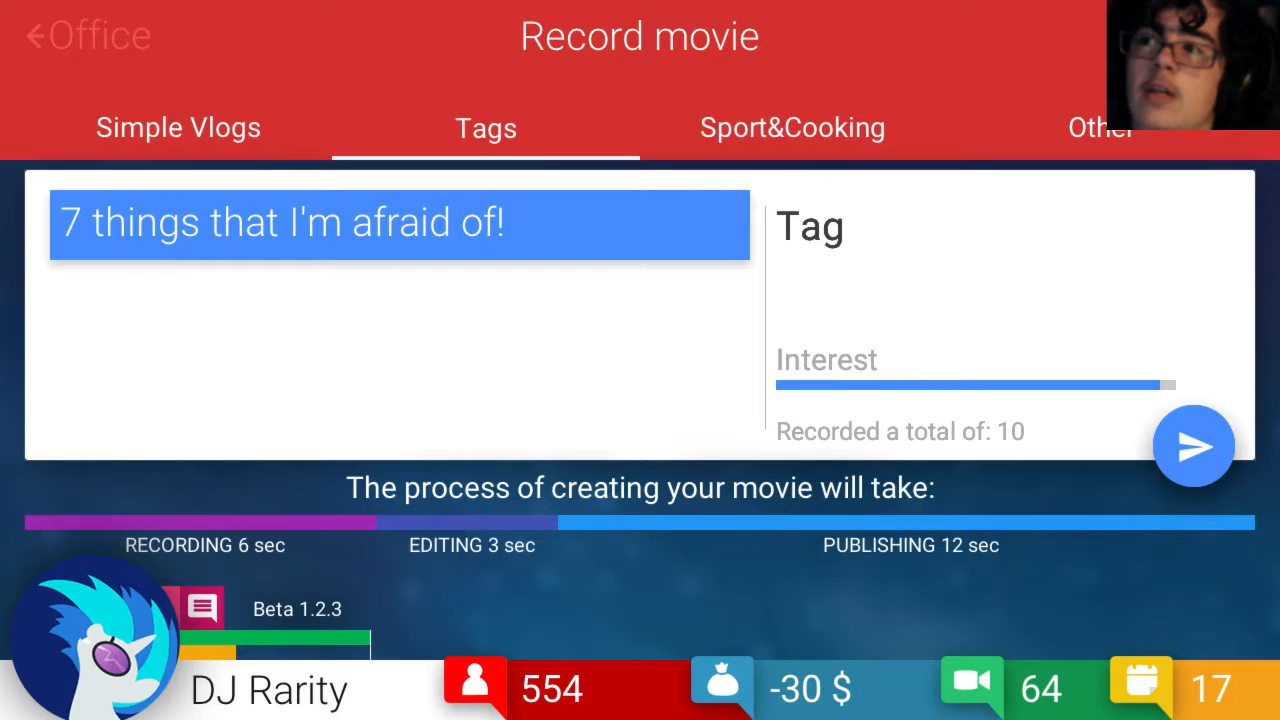 Office
Record movie
Simple Vlogs
Tags
Sport&Cooking
Other
7 things that I'm afraid of!
Tag
Interest
Recorded a total of: 10
The process of creating your movie will take:
RECORDING 6 sec
EDITING 3 sec
PUBLISHING 12 sec
Beta 1.2.3
DJ Rarity
554
-30 $
64
17